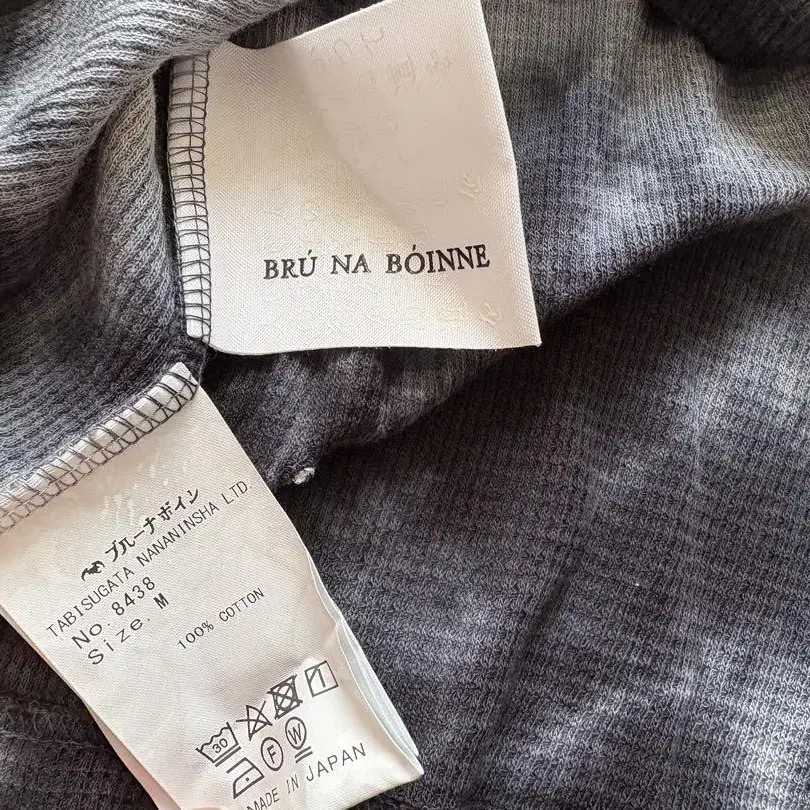 BRÚ NA BÓINNE
ブルーナボイン
TABISUGATA NANANINSHA LTD.
No. 8438
Size. M
100% COTTON
30
F W
MADE IN JAPAN